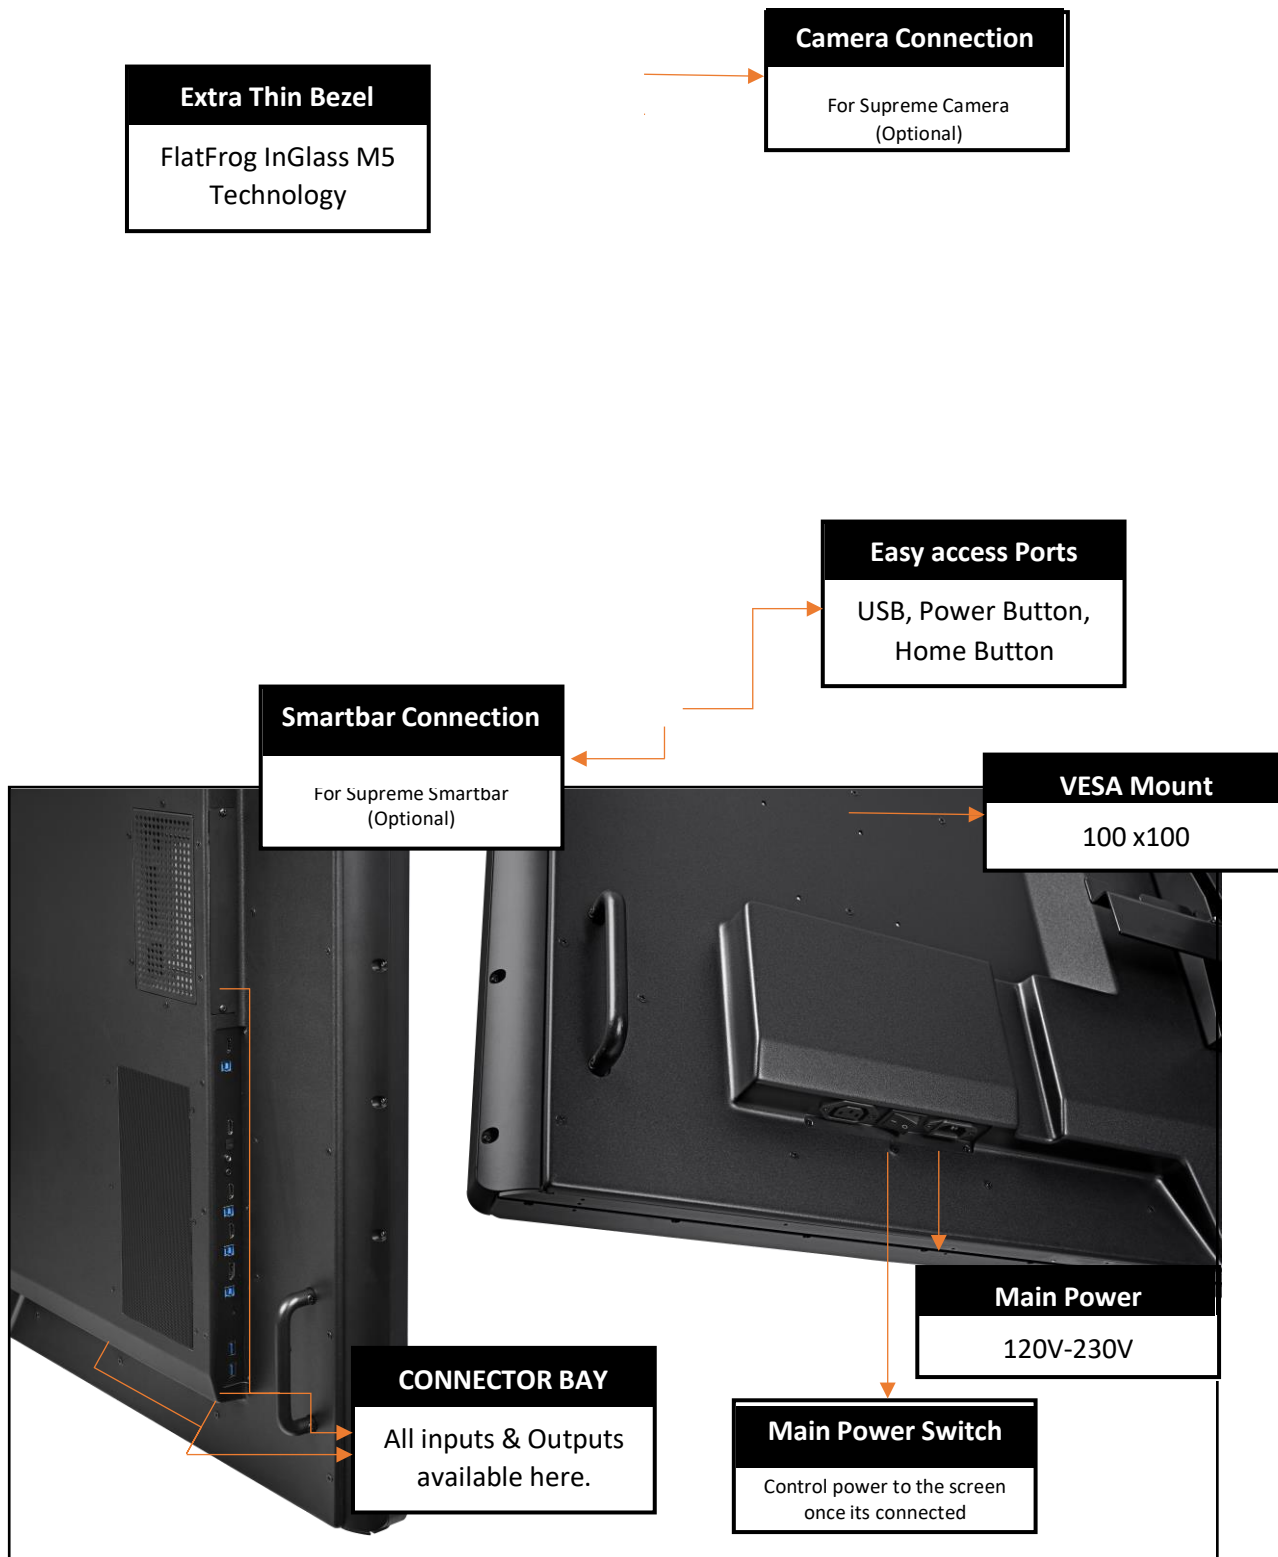 Camera Connection
For Supreme Camera
(Optional)
Extra Thin Bezel
FlatFrog InGlass M5
Technology
Easy access Ports
USB, Power Button,
Home Button
Smartbar Connection
For Supreme Smartbar
(Optional)
VESA Mount
100 x100
Main Power
120V-230V
CONNECTOR BAY
All inputs & Outputs
available here.
Main Power Switch
Control power to the screen
once its connected